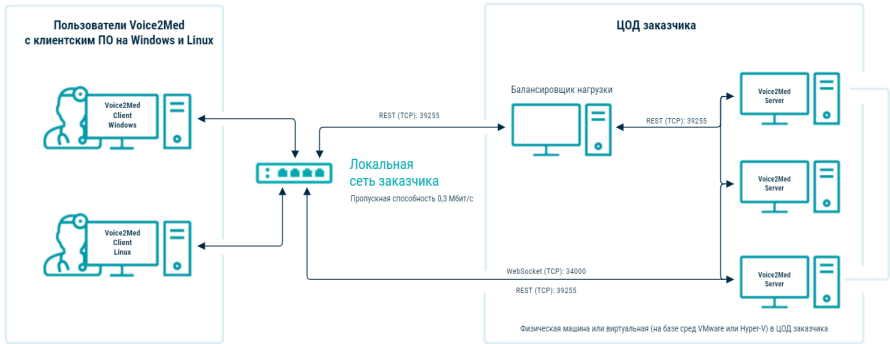 Пользователи Voice2Med
с клиентским ПО на Windows и Linux
Voice2Med
Client
Windows
Voice2Med
Client
Linux
REST (TCP): 39255
Локальная
сеть заказчика
Пропускная способность 0,3 Мбит/с
ЦОД заказчика
Балансировщик нагрузки
REST (TCP): 39255
Voice2Med
Server
Voice2Med
Server
Voice2Med
Server
WebSocket (TCP): 34000
REST (TCP): 39255
Физическая машина или виртуальная (на базе сред VMware или Hyper-V) в ЦОД заказчика